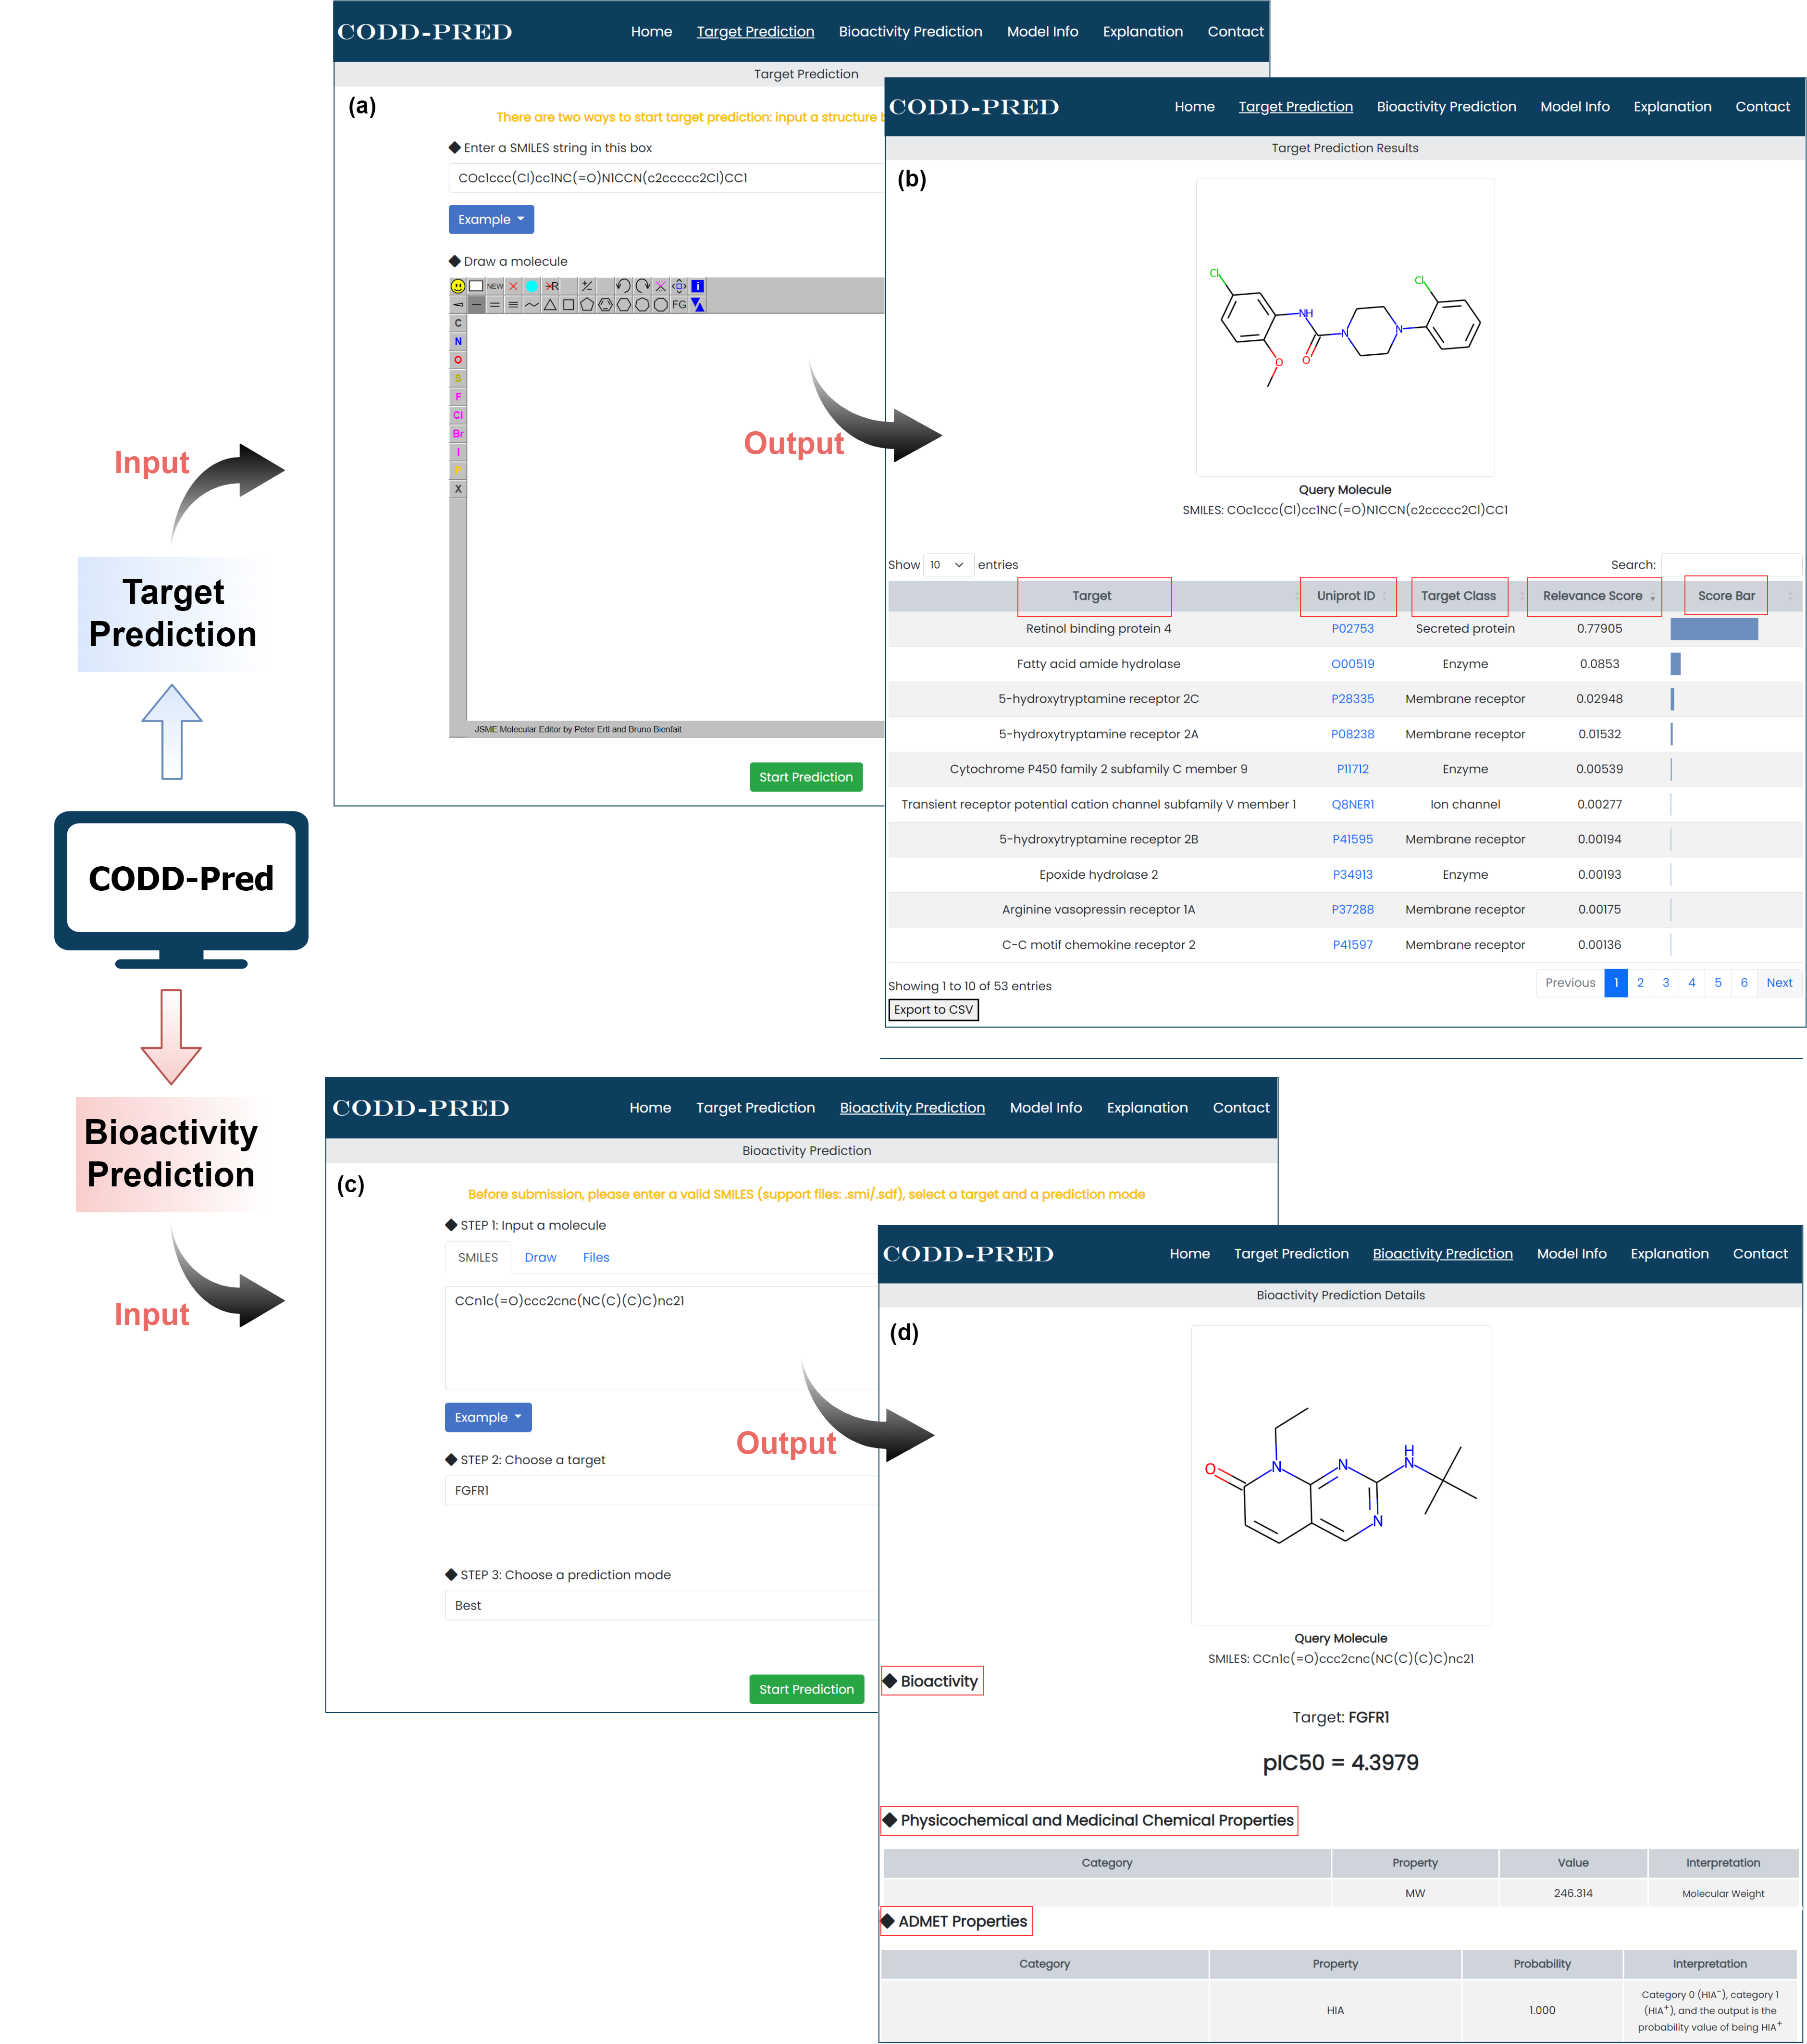 CODD-PRED
Home Target Prediction Bioactivity Prediction Model Info Explanation Contact
Target Prediction
(a)
There are two ways to start target prediction: input a structure
Enter a SMILES string in this box
COc1ccc(Cl)cc1NC(=O)N1CCN(c2ccccc2Cl)CC1
Example
Draw a molecule
NEW R i
FG
C
N
O
S
F
Cl
Br
I
P
X
JSME Molecular Editor by Peter Ertl and Bruno Bienfait
Start Prediction
Input
Output
Target
Prediction
CODD-Pred
Bioactivity
Prediction
Input
CODD-PRED
Home Target Prediction Bioactivity Prediction Model Info Explanation Contact
Target Prediction Results
(b)
Cl
Cl
NH
N
N
O
O
Query Molecule
SMILES: COc1ccc(Cl)cc1NC(=O)N1CCN(c2ccccc2Cl)CC1
Show 10 entries Search:
Target Uniprot ID Target Class Relevance Score Score Bar
Retinol binding protein 4 P02753 Secreted protein 0.77905
Fatty acid amide hydrolase O00519 Enzyme 0.0853
5-hydroxytryptamine receptor 2C P28335 Membrane receptor 0.02948
5-hydroxytryptamine receptor 2A P08238 Membrane receptor 0.01532
Cytochrome P450 family 2 subfamily C member 9 P11712 Enzyme 0.00539
Transient receptor potential cation channel subfamily V member 1 Q8NER1 Ion channel 0.00277
5-hydroxytryptamine receptor 2B P41595 Membrane receptor 0.00194
Epoxide hydrolase 2 P34913 Enzyme 0.00193
Arginine vasopressin receptor 1A P37288 Membrane receptor 0.00175
C-C motif chemokine receptor 2 P41597 Membrane receptor 0.00136
Showing 1 to 10 of 53 entries Previous 1 2 3 4 5 6 Next
Export to CSV
CODD-PRED
Home Target Prediction Bioactivity Prediction Model Info Explanation Contact
Bioactivity Prediction
(c)
Before submission, please enter a valid SMILES (support files: .smi/.sdf), select a target and a prediction mode
STEP 1: Input a molecule
SMILES Draw Files
CCn1c(=O)ccc2cnc(NC(C)(C)C)nc21
Example
STEP 2: Choose a target
FGFR1
STEP 3: Choose a prediction mode
Best
Start Prediction
Output
CODD-PRED
Home Target Prediction Bioactivity Prediction Model Info Explanation Contact
Bioactivity Prediction Details
(d)
H
O N N N
N
Query Molecule
SMILES: CCn1c(=O)ccc2cnc(NC(C)(C)C)nc21
Bioactivity
Target: FGFR1
pIC50 = 4.3979
Physicochemical and Medicinal Chemical Properties
Category Property Value Interpretation
MW 246.314 Molecular Weight
ADMET Properties
Category Property Probability Interpretation
HIA 1.000 Category 0 (HIA⁻), category 1
(HIA⁺), and the output is the
probability value of being HIA⁺